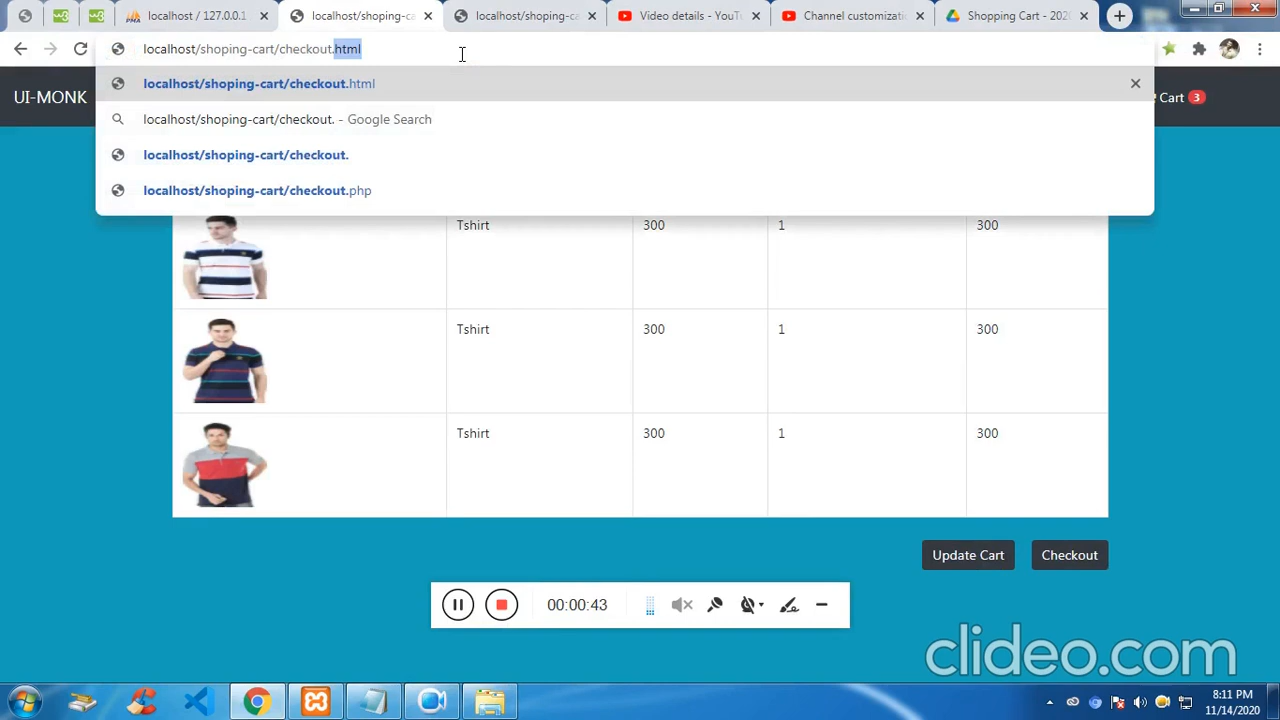 localhost / 127.0.0.1
localhost/shoping-ca
localhost/shoping-ca
Video details - YouT
Channel customizatio
Shopping Cart - 202
localhost/shoping-cart/checkout.html
localhost/shoping-cart/checkout.html
localhost/shoping-cart/checkout. - Google Search
localhost/shoping-cart/checkout.
localhost/shoping-cart/checkout.php
UI-MONK
Cart 3
Tshirt 300 1 300
Tshirt 300 1 300
Tshirt 300 1 300
Update Cart Checkout
00:00:43
clideo.com
8:11 PM
11/14/2020